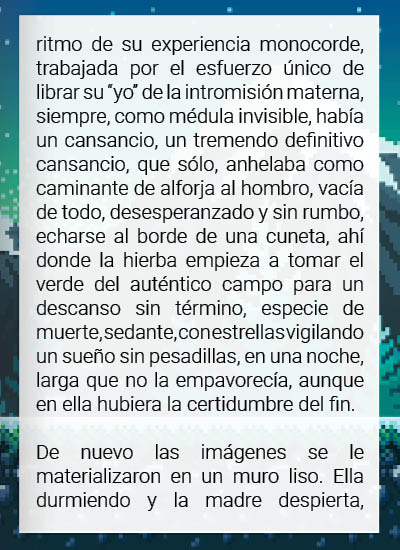 ritmo de su experiencia monocorde,
trabajada por el esfuerzo único de
librar su “yo” de la intromisión materna,
siempre, como médula invisible, había
un cansancio, un tremendo definitivo
cansancio, que sólo, anhelaba como
caminante de alforja al hombro, vacía
de todo, desesperanzado y sin rumbo,
echarse al borde de una cuneta, ahí
donde la hierba empieza a tomar el
verde del auténtico campo para un
descanso sin término, especie de
muerte, sedante, con estrellas vigilando
un sueño sin pesadillas, en una noche,
larga que no la empavorecía, aunque
en ella hubiera la certidumbre del fin.

De nuevo las imágenes se le
materializaron en un muro liso. Ella
durmiendo y la madre despierta,